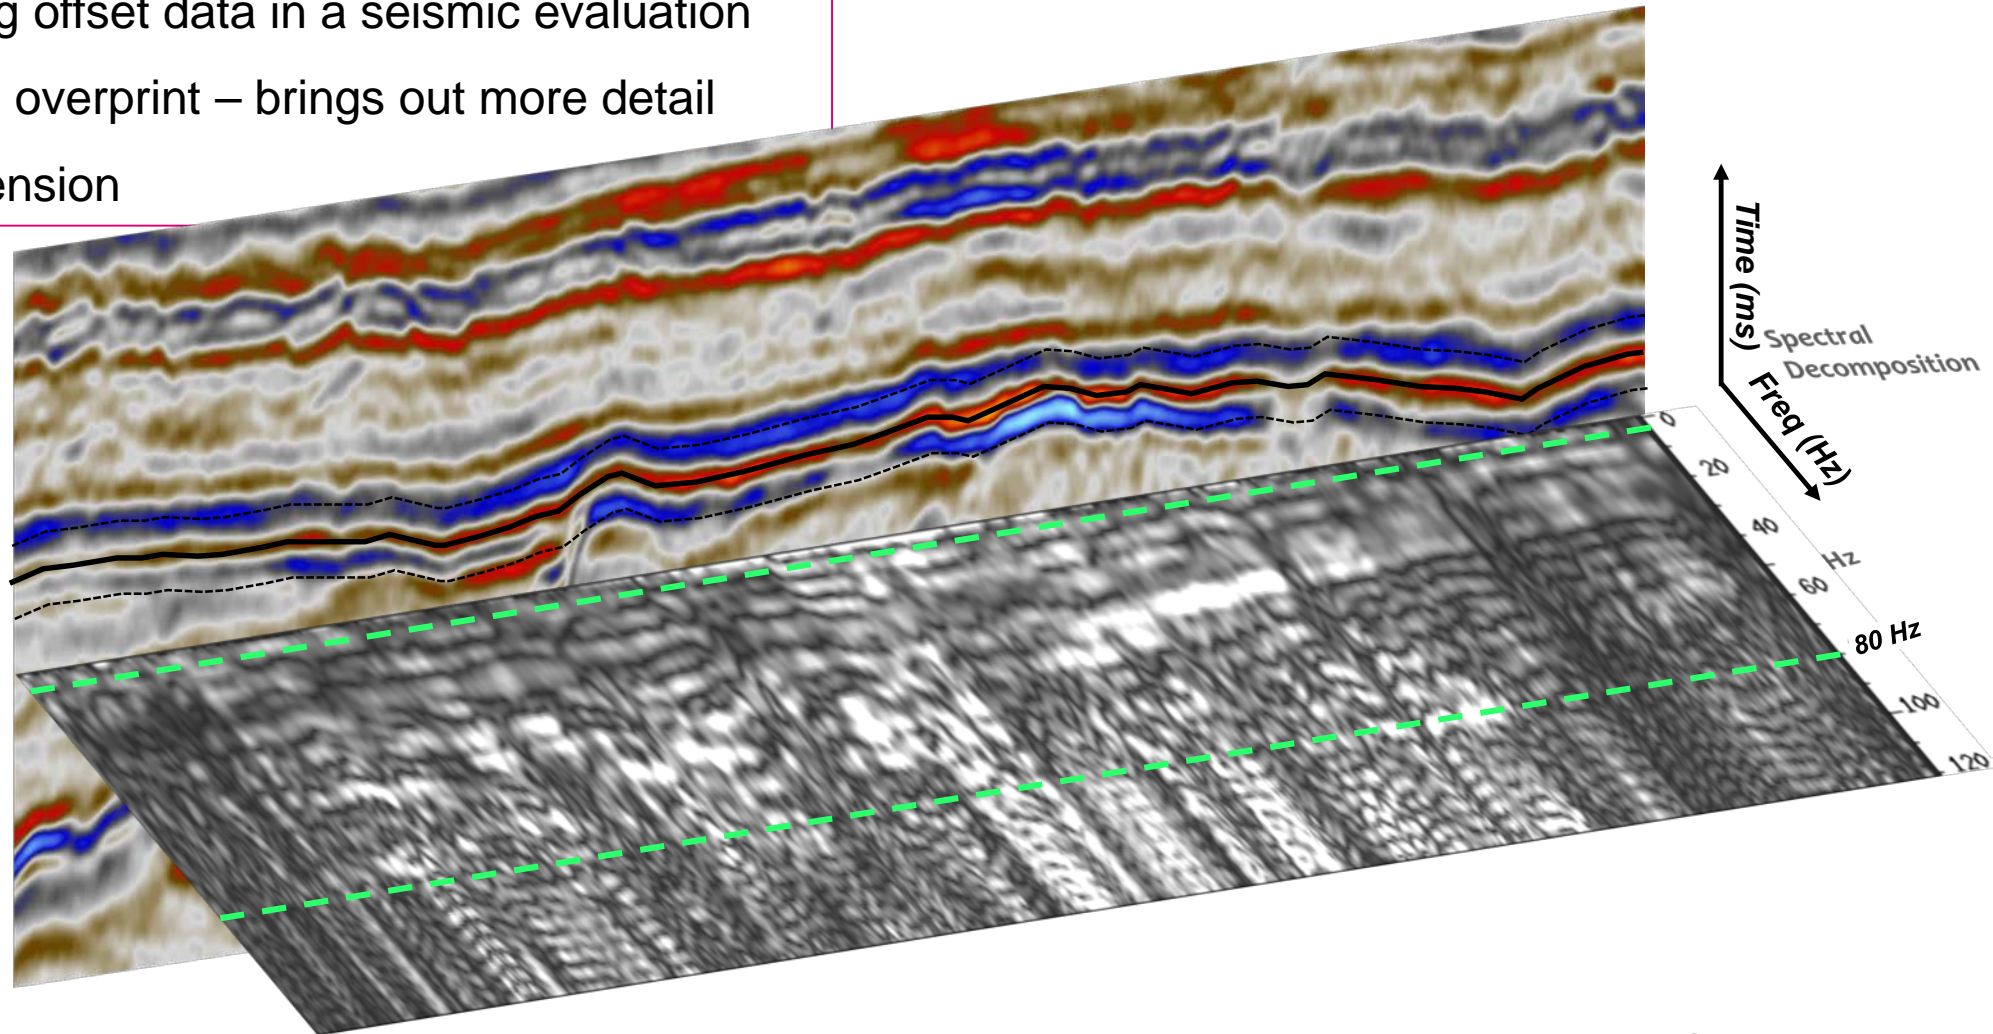 offset data in a seismic evaluation
overprint – brings out more detail
Time (ms)
Spectral
Decomposition
Freq (Hz)
0
20
40
Hz
60
80 Hz
100
120